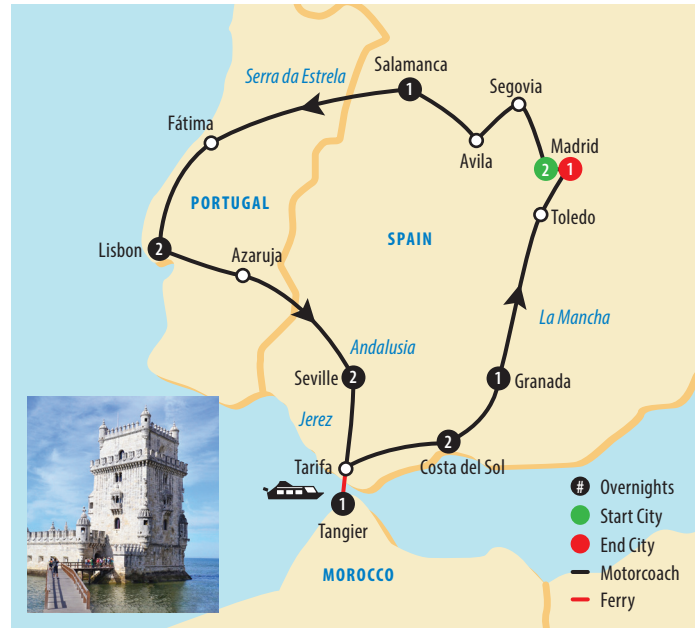 Salamanca
1
Serra da Estrela
Segovia
Fátima
Avila
Madrid
2
1
PORTUGAL
Toledo
SPAIN
Lisbon
2
Azaruja
La Mancha
Andalusia
Seville
2
1
Granada
Jerez
Tarifa
2
Costa del Sol
1
Tangier
MOROCCO
# Overnights
Start City
End City
Motorcoach
Ferry